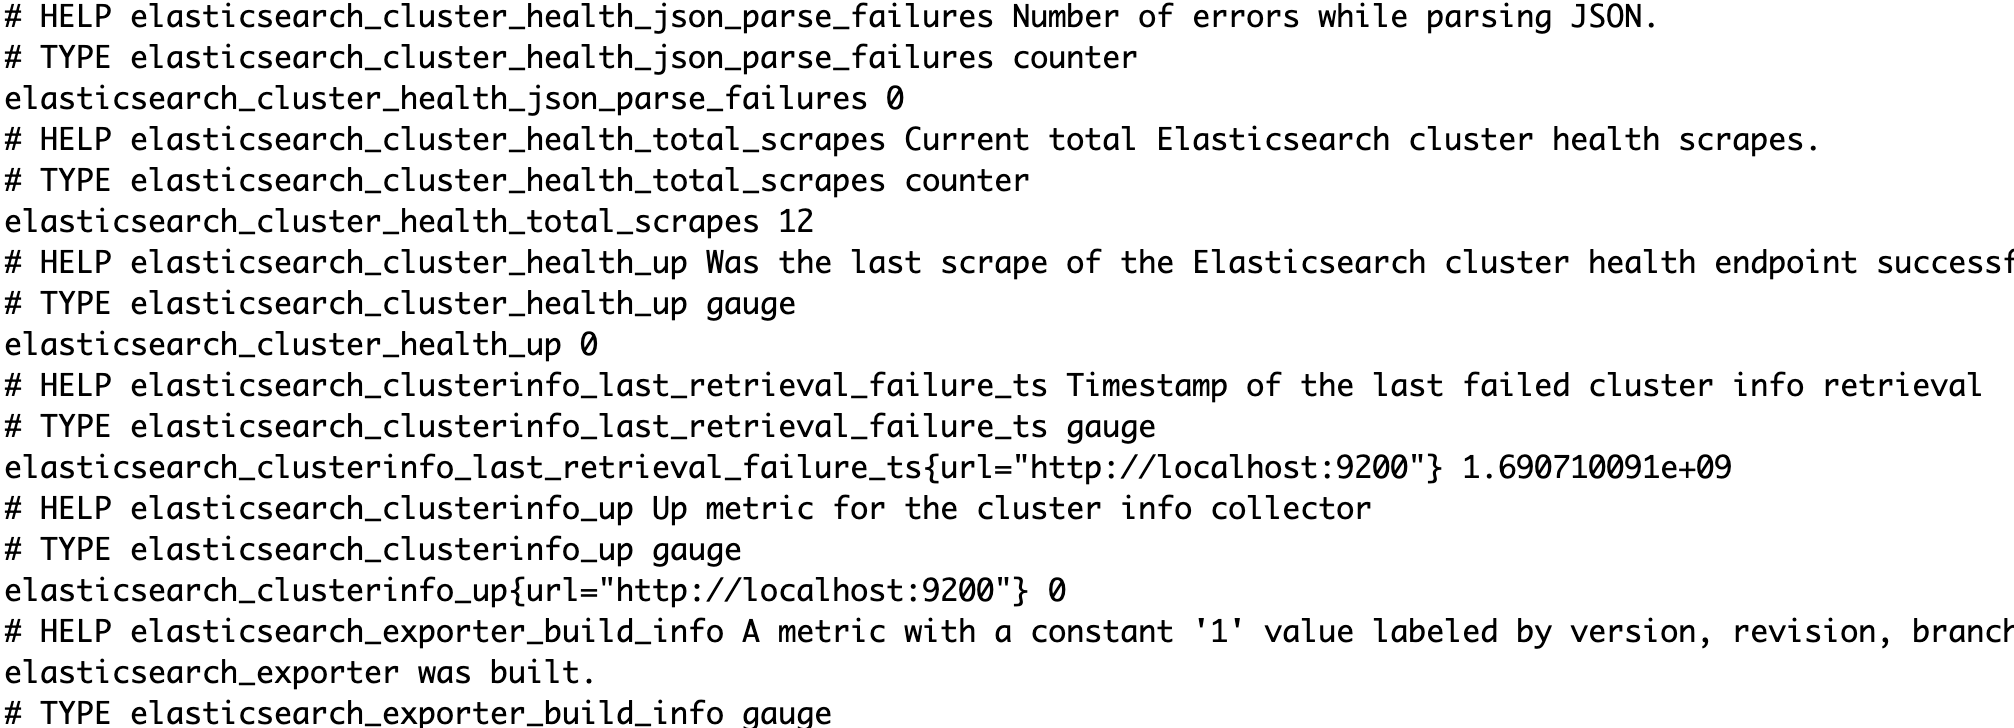 # HELP elasticsearch_cluster_health_json_parse_failures Number of errors while parsing JSON.
# TYPE elasticsearch_cluster_health_json_parse_failures counter
elasticsearch_cluster_health_json_parse_failures 0
# HELP elasticsearch_cluster_health_total_scrapes Current total Elasticsearch cluster health scrapes.
# TYPE elasticsearch_cluster_health_total_scrapes counter
elasticsearch_cluster_health_total_scrapes 12
# HELP elasticsearch_cluster_health_up Was the last scrape of the Elasticsearch cluster health endpoint successf
# TYPE elasticsearch_cluster_health_up gauge
elasticsearch_cluster_health_up 0
# HELP elasticsearch_clusterinfo_last_retrieval_failure_ts Timestamp of the last failed cluster info retrieval
# TYPE elasticsearch_clusterinfo_last_retrieval_failure_ts gauge
elasticsearch_clusterinfo_last_retrieval_failure_ts{url="http://localhost:9200"} 1.690710091e+09
# HELP elasticsearch_clusterinfo_up Up metric for the cluster info collector
# TYPE elasticsearch_clusterinfo_up gauge
elasticsearch_clusterinfo_up{url="http://localhost:9200"} 0
# HELP elasticsearch_exporter_build_info A metric with a constant '1' value labeled by version, revision, branch
elasticsearch_exporter was built.
# TYPE elasticsearch_exporter_build_info gauge